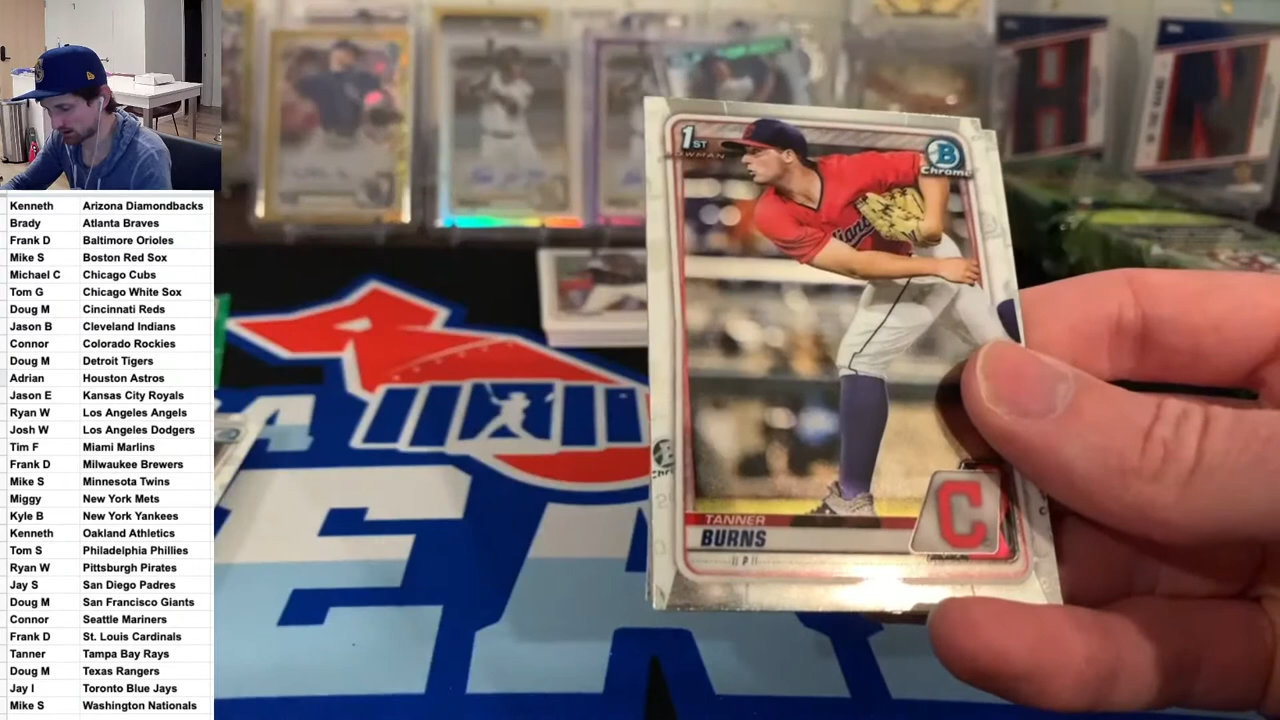 Kenneth Arizona Diamondbacks
Brady Atlanta Braves
Frank D Baltimore Orioles
Mike S Boston Red Sox
Michael C Chicago Cubs
Tom G Chicago White Sox
Doug M Cincinnati Reds
Jason B Cleveland Indians
Connor Colorado Rockies
Doug M Detroit Tigers
Adrian Houston Astros
Jason E Kansas City Royals
Ryan W Los Angeles Angels
Josh W Los Angeles Dodgers
Tim F Miami Marlins
Frank D Milwaukee Brewers
Mike S Minnesota Twins
Miggy New York Mets
Kyle B New York Yankees
Kenneth Oakland Athletics
Tom S Philadelphia Phillies
Ryan W Pittsburgh Pirates
Jay S San Diego Padres
Doug M San Francisco Giants
Connor Seattle Mariners
Frank D St. Louis Cardinals
Tanner Tampa Bay Rays
Doug M Texas Rangers
Jay I Toronto Blue Jays
Mike S Washington Nationals
1ST
BOWMAN
B
Chrome
C
TANNER
BURNS
P
H
N